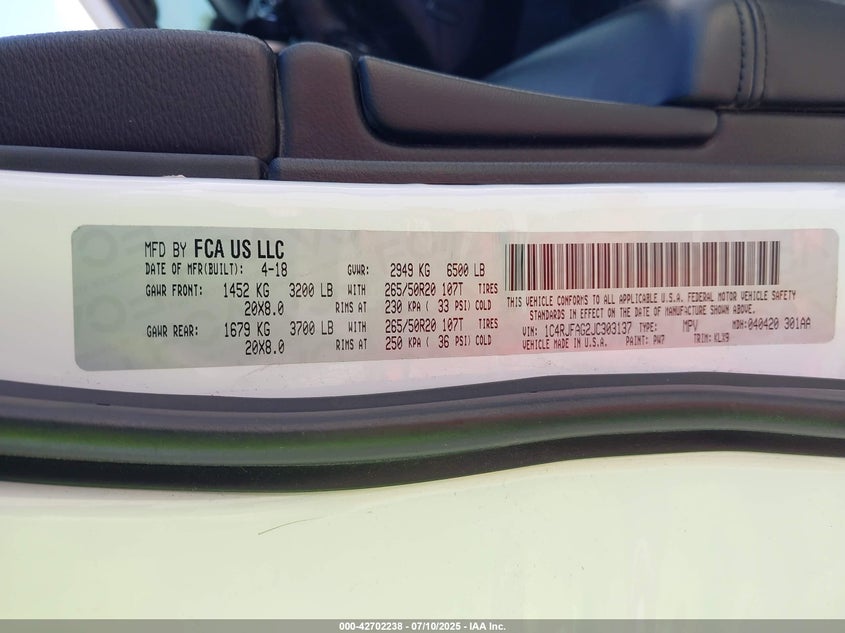 MFD BY FCA US LLC
DATE OF MFR(BUILT): 4-18 GVWR: 2949 KG 6500 LB
GAWR FRONT: 1452 KG 3200 LB WITH 265/50R20 107T TIRES
20X8.0 RIMS AT 230 KPA ( 33 PSI) COLD
GAWR REAR: 1679 KG 3700 LB WITH 265/50R20 107T TIRES
20X8.0 RIMS AT 250 KPA ( 36 PSI) COLD
THIS VEHICLE CONFORMS TO ALL APPLICABLE U.S.A. FEDERAL MOTOR VEHICLE SAFETY
STANDARDS IN EFFECT ON THE DATE OF MANUFACTURE SHOWN ABOVE.
VIN: 1C4RJFAG2JC303137 TYPE: MPV MDH: 040420 301AA
VEHICLE MADE IN U.S.A. PAINT: PW7 TRIM: KLX9
000-42702238 - 07/10/2025 - IAA Inc.